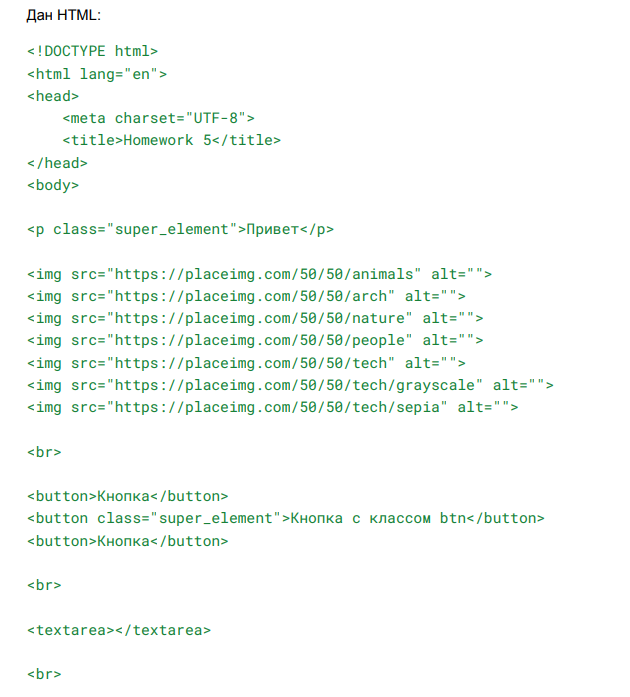 Дан HTML:
<!DOCTYPE html>
<html lang="en">
<head>
    <meta charset="UTF-8">
    <title>Homework 5</title>
</head>
<body>
<p class="super_element">Привет</p>
<img src="https://placeimg.com/50/50/animals" alt="">
<img src="https://placeimg.com/50/50/arch" alt="">
<img src="https://placeimg.com/50/50/nature" alt="">
<img src="https://placeimg.com/50/50/people" alt="">
<img src="https://placeimg.com/50/50/tech" alt="">
<img src="https://placeimg.com/50/50/tech/grayscale" alt="">
<img src="https://placeimg.com/50/50/tech/sepia" alt="">
<br>
<button>Кнопка</button>
<button class="super_element">Кнопка с классом btn</button>
<button>Кнопка</button>
<br>
<textarea></textarea>
<br>